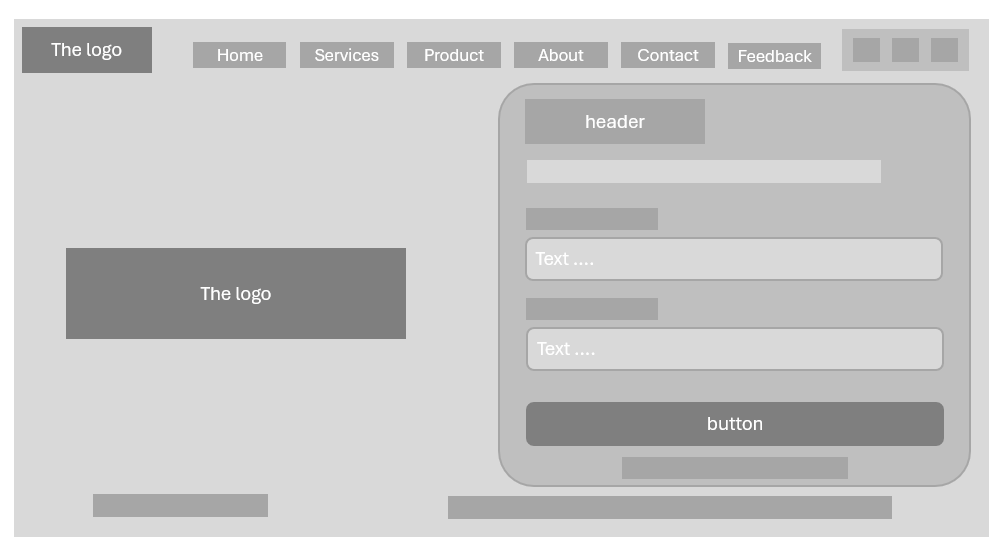 The logo
Home
Services
Product
About
Contact
Feedback
header
Text ....
The logo
Text ....
button